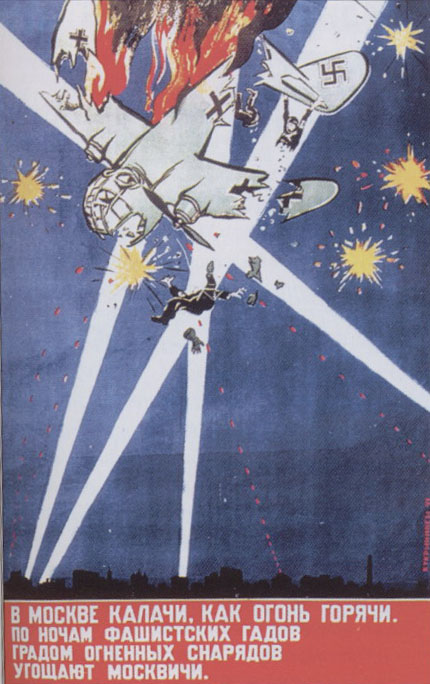 В МОСКВЕ КАЛАЧИ, КАК ОГОНЬ ГОРЯЧИ.
ПО НОЧАМ ФАШИСТСКИХ ГАДОВ
ГРАДОМ ОГНЕННЫХ СНАРЯДОВ
УГОЩАЮТ МОСКВИЧИ.